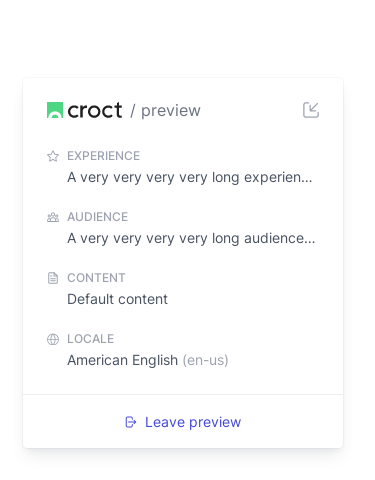 croct / preview
EXPERIENCE
A very very very very long experien...
AUDIENCE
A very very very very long audience...
CONTENT
Default content
LOCALE
American English (en-us)
Leave preview